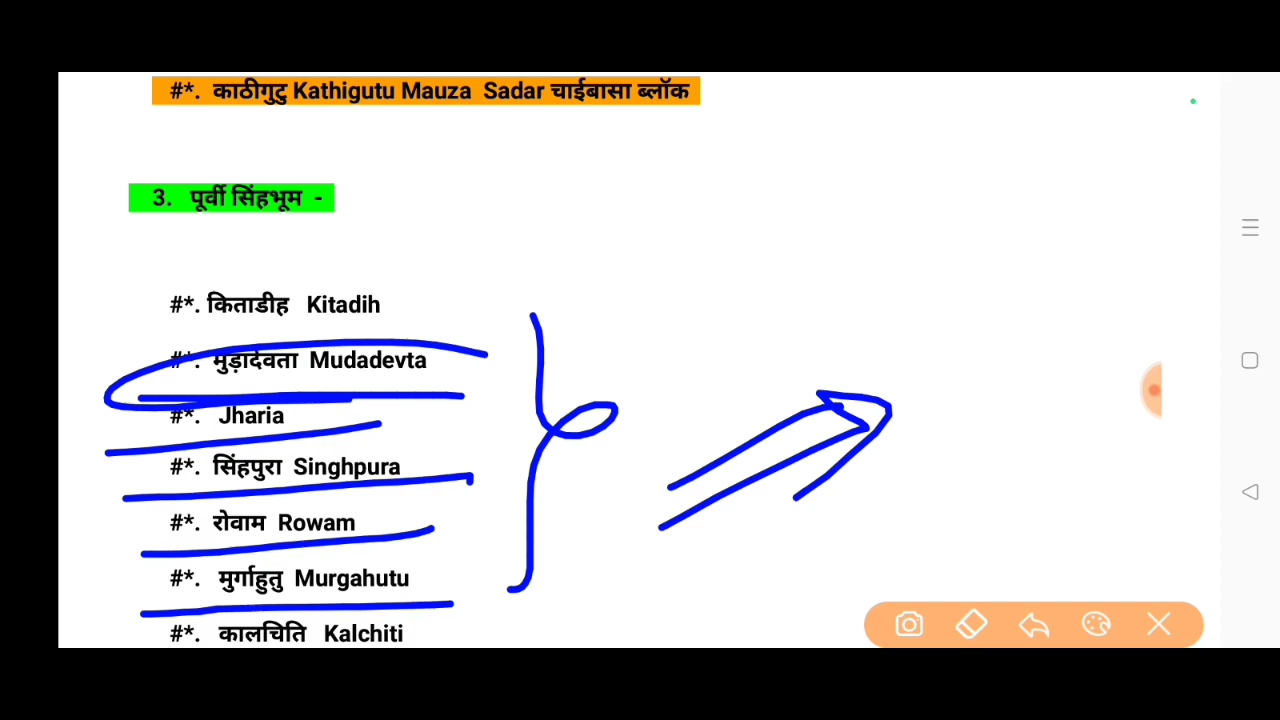 #*. काठीगुटु Kathigutu Mauza Sadar चाईबासा ब्लॉक
3. पूर्वी सिंहभूम -
#*. किताडीह Kitadih
#*. मुड़ादेवता Mudadevta
#*. Jharia
#*. सिंहपुरा Singhpura
#*. रोवाम Rowam
#*. मुर्गाहुतु Murgahutu
#*. कालचिति Kalchiti